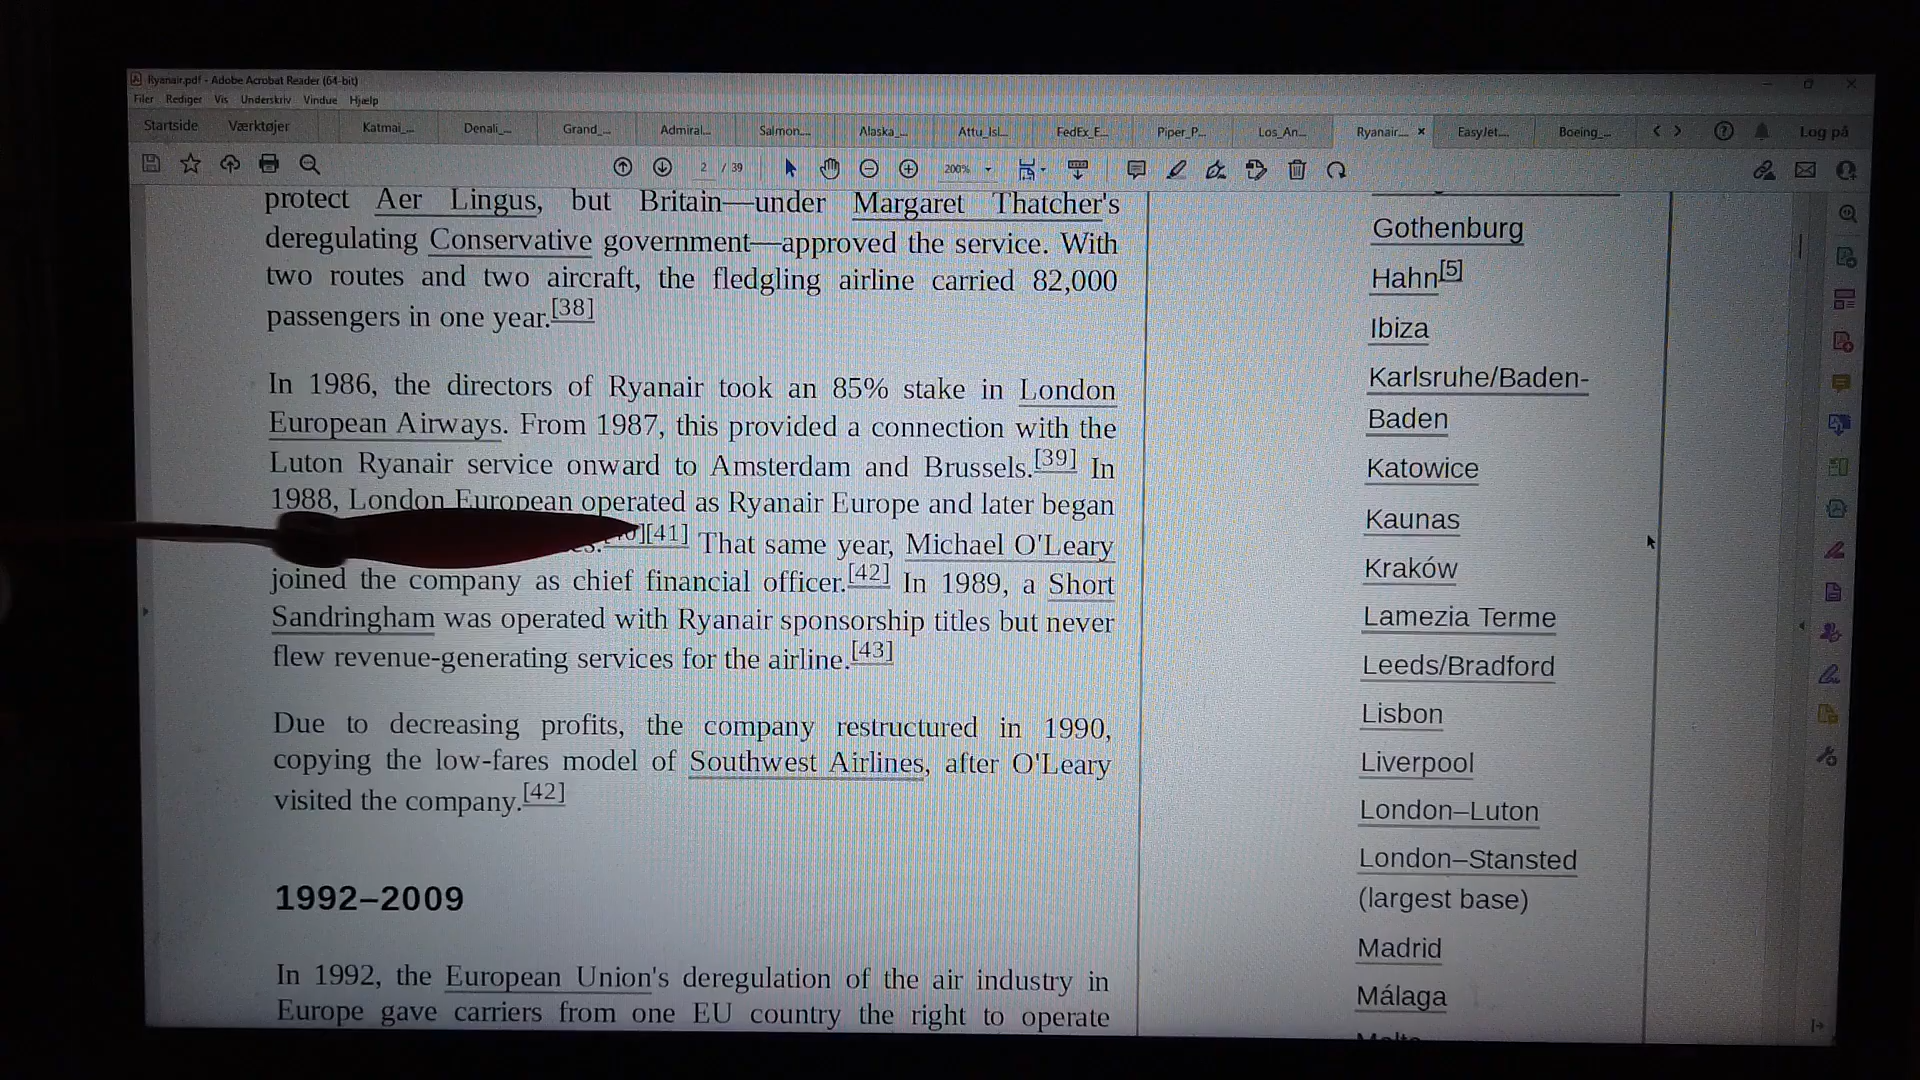 Ryanair.pdf - Adobe Acrobat Reader (64-bit)
Filer Rediger Vis Underskriv Vindue Hjælp
Startside Værktøjer Katmai_... Denali_... Grand_... Admiral... Salmon... Alaska_... Attu_Isl... FedEx_E... Piper_P... Los_An... Ryanair... × EasyJet... Boeing_... Log på
2 / 39 200%
protect Aer Lingus, but Britain—under Margaret Thatcher's
deregulating Conservative government—approved the service. With
two routes and two aircraft, the fledgling airline carried 82,000
passengers in one year.[38]
In 1986, the directors of Ryanair took an 85% stake in London
European Airways. From 1987, this provided a connection with the
Luton Ryanair service onward to Amsterdam and Brussels.[39] In
1988, London European operated as Ryanair Europe and later began
[41] That same year, Michael O'Leary
joined the company as chief financial officer.[42] In 1989, a Short
Sandringham was operated with Ryanair sponsorship titles but never
flew revenue-generating services for the airline.[43]
Due to decreasing profits, the company restructured in 1990,
copying the low-fares model of Southwest Airlines, after O'Leary
visited the company.[42]
1992–2009
In 1992, the European Union's deregulation of the air industry in
Europe gave carriers from one EU country the right to operate
Gothenburg
Hahn[5]
Ibiza
Karlsruhe/Baden-
Baden
Katowice
Kaunas
Kraków
Lamezia Terme
Leeds/Bradford
Lisbon
Liverpool
London–Luton
London–Stansted
(largest base)
Madrid
Málaga